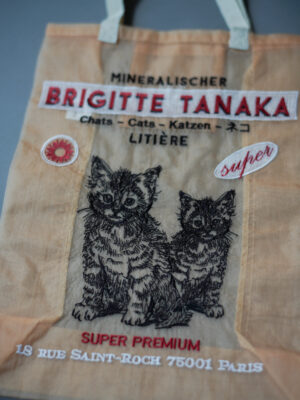 MINERALISCHER
BRIGITTE TANAKA
Chats - Cats - Katzen - ネコ
LITIÈRE
super
SUPER PREMIUM
18 RUE SAINT-ROCH 75001 PARIS